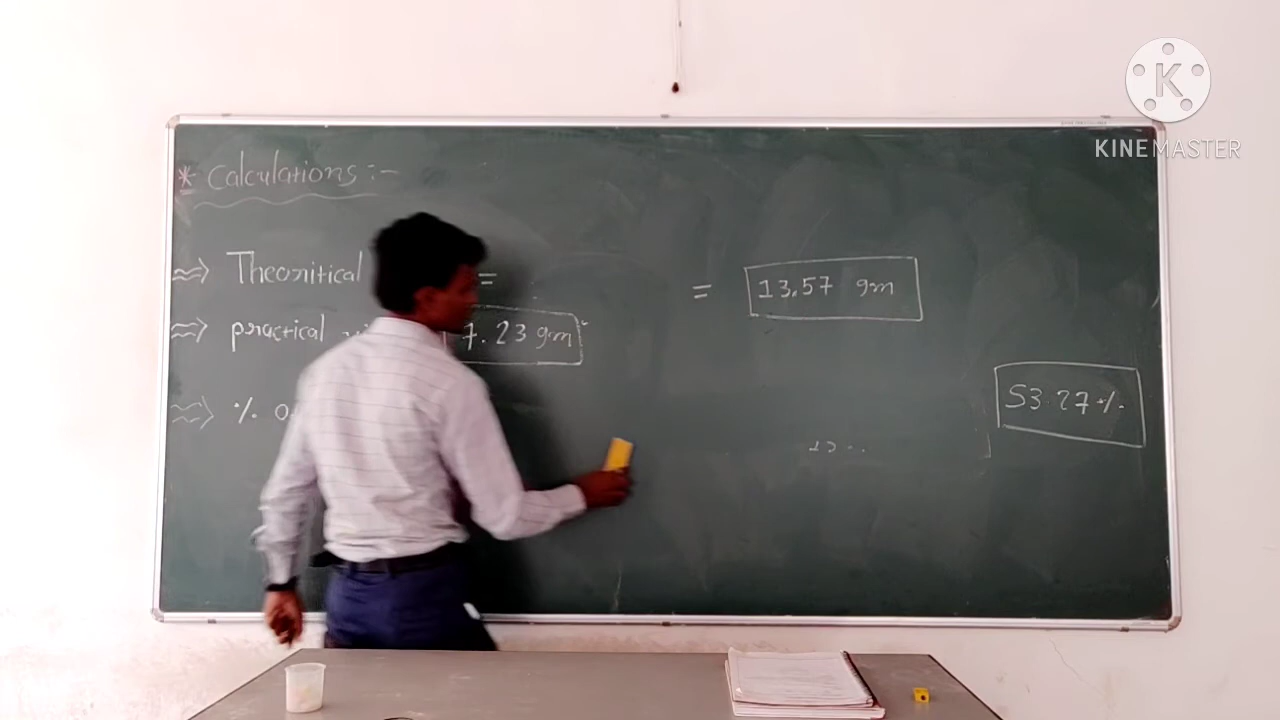 * Calculations :-
=> Theoritical = = 13.57 gm
=> practical 7.23 gm
=> % 53.27 %
K
KINEMASTER